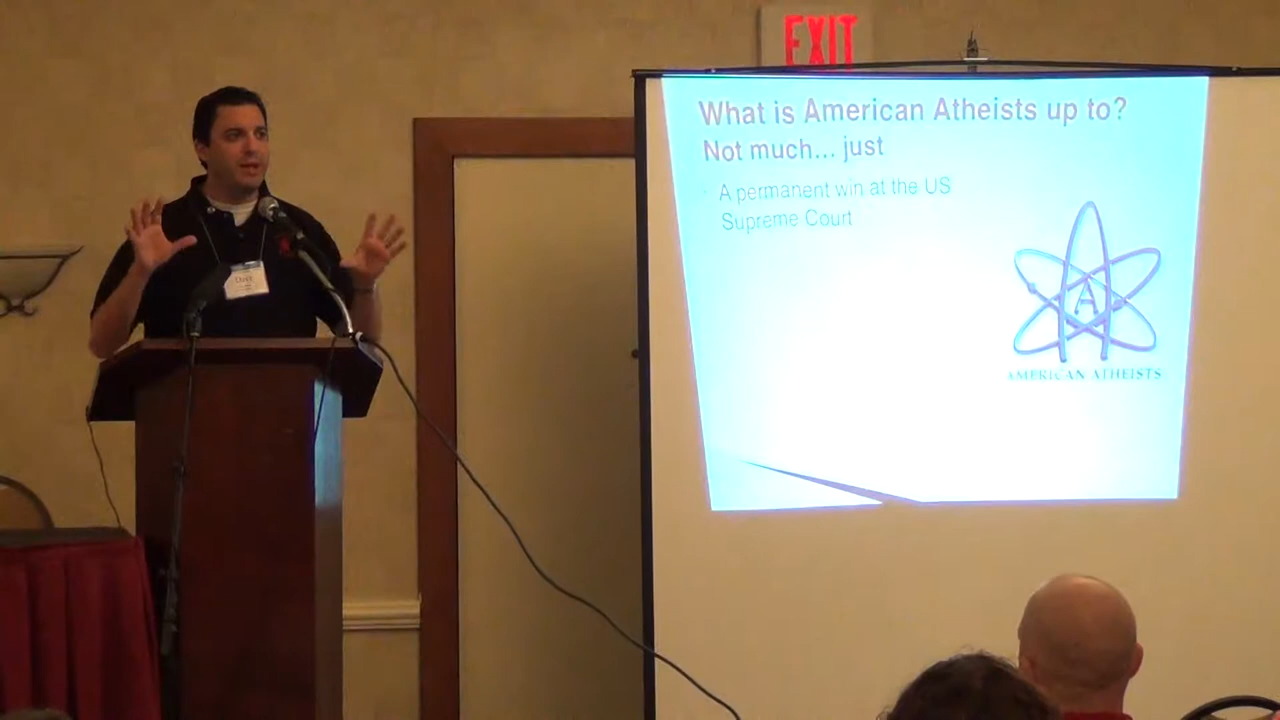 EXIT
What is American Atheists up to?
Not much... just
A permanent win at the US
Supreme Court
A
AMERICAN ATHEISTS
Dave